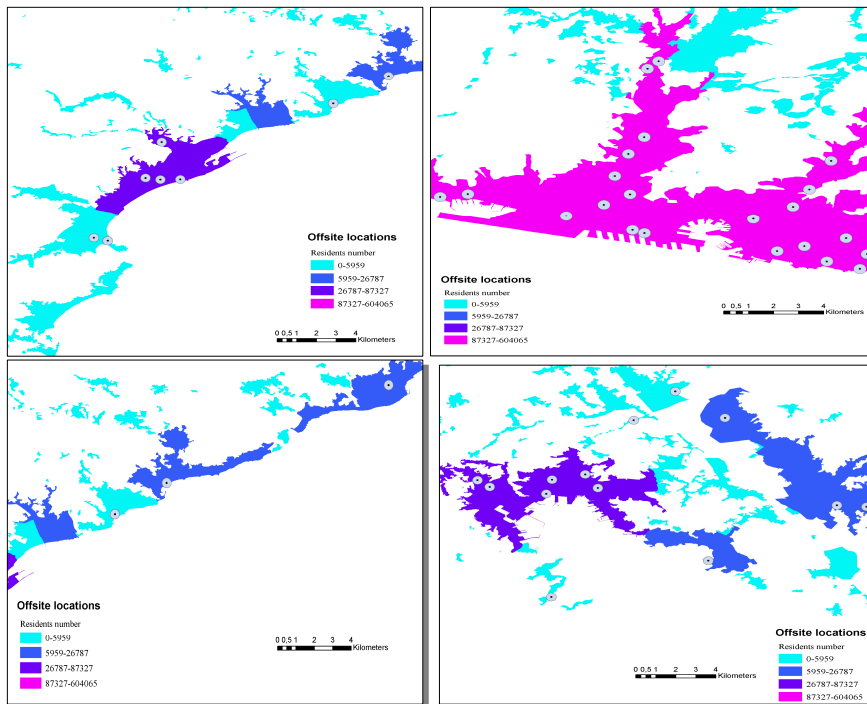 Offsite locations
Residents number
0-5959
5959-26787
26787-87327
87327-604065
0 0,5 1 2 3 4
Kilometers
Offsite locations
Residents number
0-5959
5959-26787
26787-87327
87327-604065
0 0,5 1 2 3 4
Kilometers
Offsite locations
Residents number
0-5959
5959-26787
26787-87327
87327-604065
0 0,5 1 2 3 4
Kilometers
Offsite locations
Residents number
0-5959
5959-26787
26787-87327
87327-604065
0 0,5 1 2 3 4
Kilometers